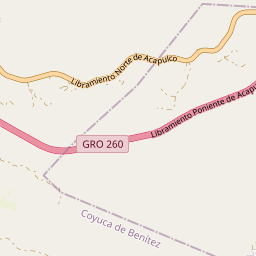 Libramiento Norte de Acapulco
Libramiento Poniente de Acapu
GRO 260
Coyuca de Benítez